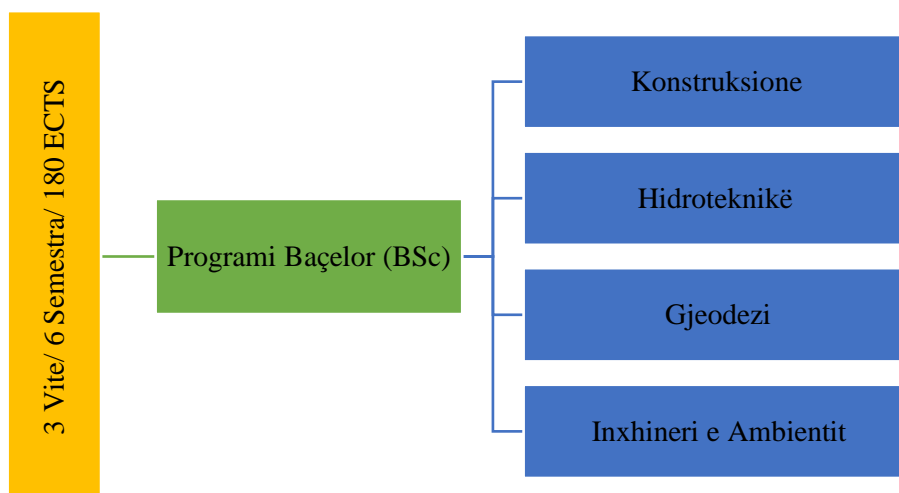 3 Vite/ 6 Semestra/ 180 ECTS
Programi Baçelor (BSc)
Konstruksione
Hidroteknikë
Gjeodezi
Inxhineri e Ambientit